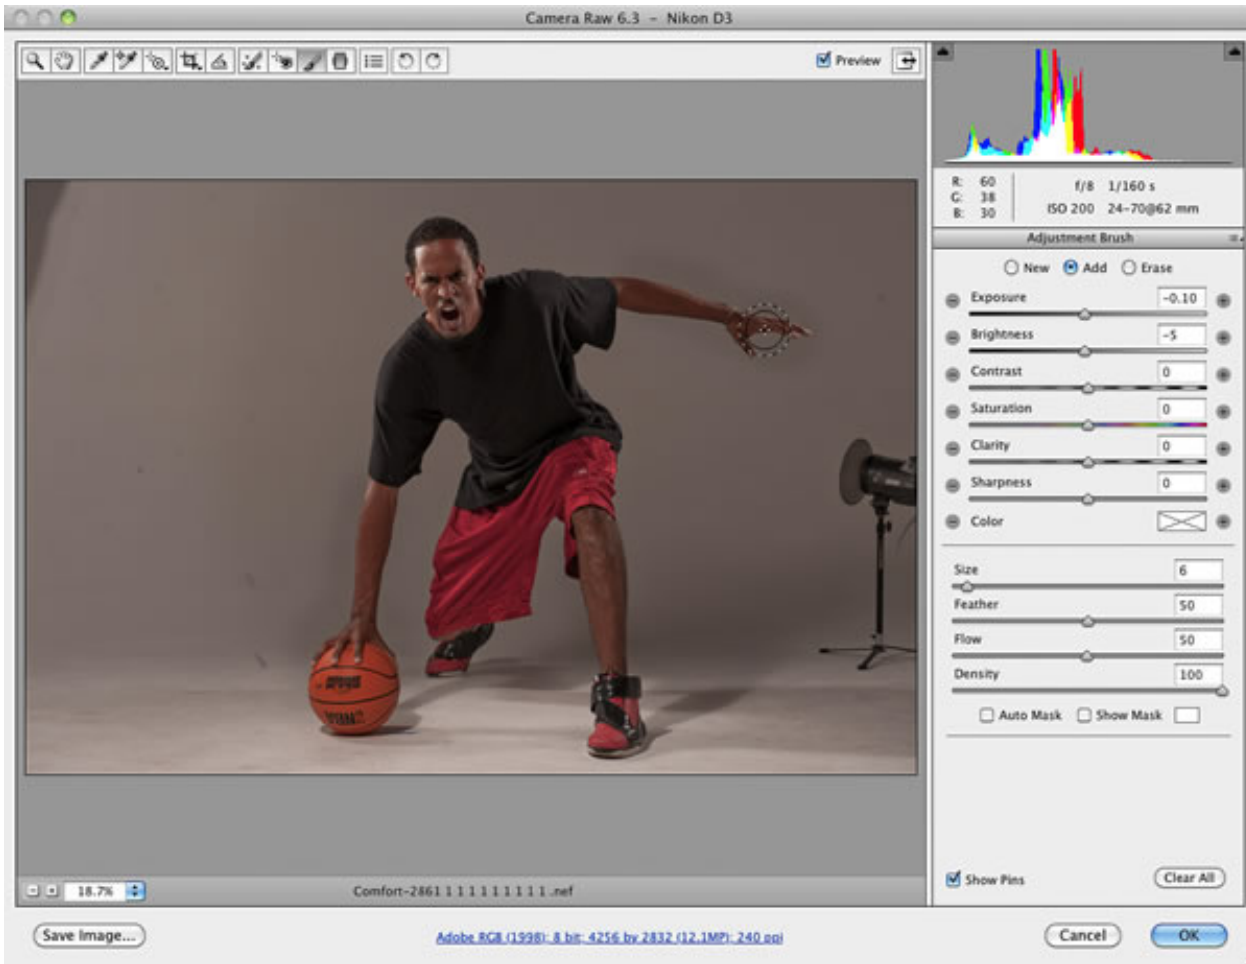 Camera Raw 6.3 – Nikon D3
Preview
R: 60
G: 38
B: 30
f/8 1/160 s
ISO 200 24-70@62 mm
Adjustment Brush
New Add Erase
Exposure -0.10
Brightness -5
Contrast 0
Saturation 0
Clarity 0
Sharpness 0
Color
Size 6
Feather 50
Flow 50
Density 100
Auto Mask Show Mask
Show Pins Clear All
18.7% Comfort-2861 1 1 1 1 1 1 1 1 1 .nef
Save Image... Adobe RGB (1998); 8 bit; 4256 by 2832 (12.1MP); 240 ppi Cancel OK